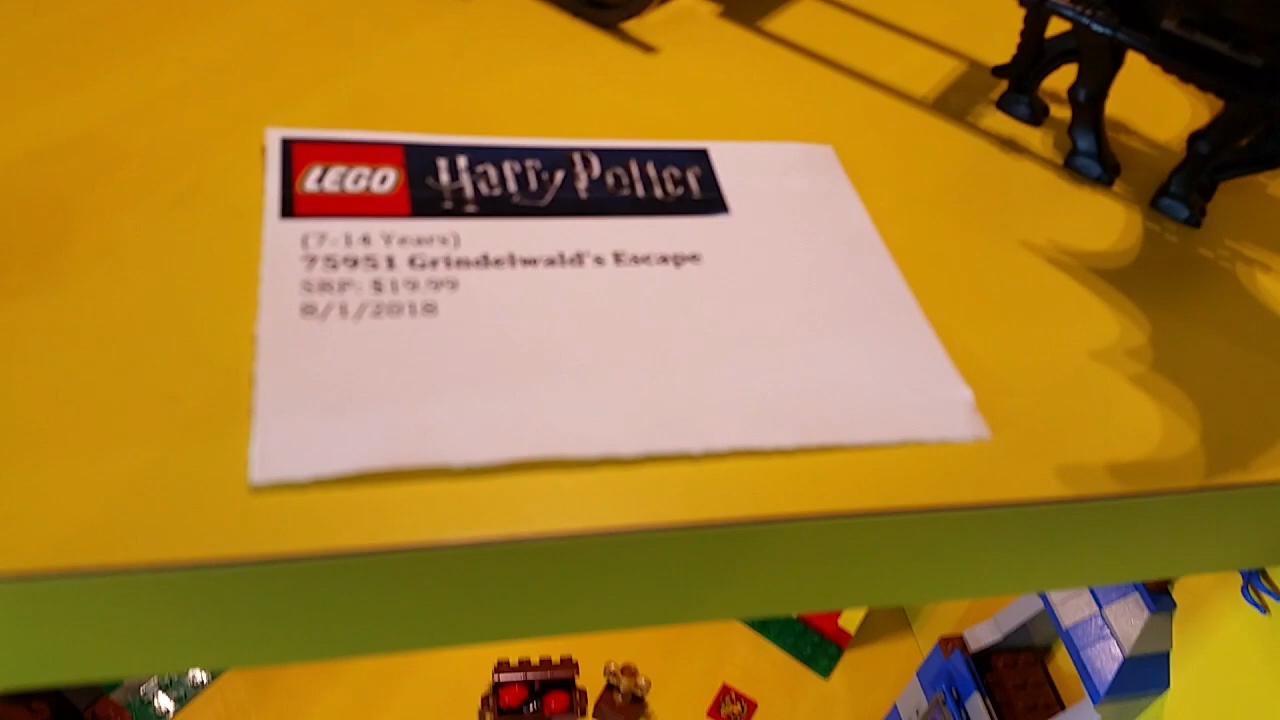 LEGO Harry Potter
(7-14 Years)
75951 Grindelwald's Escape
SRP: $19.99
8/1/2018